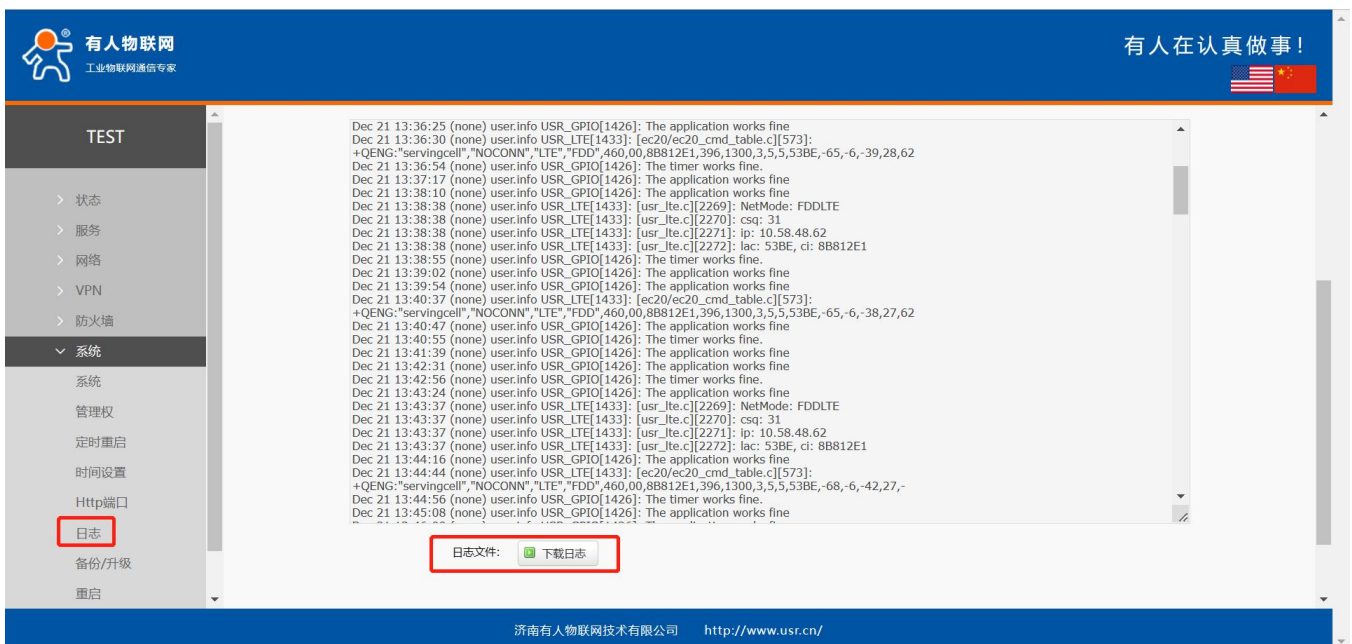 有人物联网
工业物联网通信专家
有人在认真做事!
TEST
状态
服务
网络
VPN
防火墙
系统
系统
管理权
定时重启
时间设置
Http端口
日志
备份/升级
重启
Dec 21 13:36:25 (none) user.info USR_GPIO[1426]: The application works fine
Dec 21 13:36:30 (none) user.info USR_LTE[1433]: [ec20/ec20_cmd_table.c][573]:
+QENG:"servingcell","NOCONN","LTE","FDD",460,00,8B812E1,396,1300,3,5,5,53BE,-65,-6,-39,28,62
Dec 21 13:36:54 (none) user.info USR_GPIO[1426]: The timer works fine.
Dec 21 13:37:17 (none) user.info USR_GPIO[1426]: The application works fine
Dec 21 13:38:10 (none) user.info USR_GPIO[1426]: The application works fine
Dec 21 13:38:38 (none) user.info USR_LTE[1433]: [usr_lte.c][2269]: NetMode: FDDLTE
Dec 21 13:38:38 (none) user.info USR_LTE[1433]: [usr_lte.c][2270]: csq: 31
Dec 21 13:38:38 (none) user.info USR_LTE[1433]: [usr_lte.c][2271]: ip: 10.58.48.62
Dec 21 13:38:38 (none) user.info USR_LTE[1433]: [usr_lte.c][2272]: lac: 53BE, ci: 8B812E1
Dec 21 13:38:55 (none) user.info USR_GPIO[1426]: The timer works fine.
Dec 21 13:39:02 (none) user.info USR_GPIO[1426]: The application works fine
Dec 21 13:39:54 (none) user.info USR_GPIO[1426]: The application works fine
Dec 21 13:40:37 (none) user.info USR_LTE[1433]: [ec20/ec20_cmd_table.c][573]:
+QENG:"servingcell","NOCONN","LTE","FDD",460,00,8B812E1,396,1300,3,5,5,53BE,-65,-6,-38,27,62
Dec 21 13:40:47 (none) user.info USR_GPIO[1426]: The application works fine
Dec 21 13:40:55 (none) user.info USR_GPIO[1426]: The timer works fine.
Dec 21 13:41:39 (none) user.info USR_GPIO[1426]: The application works fine
Dec 21 13:42:31 (none) user.info USR_GPIO[1426]: The application works fine
Dec 21 13:42:56 (none) user.info USR_GPIO[1426]: The timer works fine.
Dec 21 13:43:24 (none) user.info USR_GPIO[1426]: The application works fine
Dec 21 13:43:37 (none) user.info USR_LTE[1433]: [usr_lte.c][2269]: NetMode: FDDLTE
Dec 21 13:43:37 (none) user.info USR_LTE[1433]: [usr_lte.c][2270]: csq: 31
Dec 21 13:43:37 (none) user.info USR_LTE[1433]: [usr_lte.c][2271]: ip: 10.58.48.62
Dec 21 13:43:37 (none) user.info USR_LTE[1433]: [usr_lte.c][2272]: lac: 53BE, ci: 8B812E1
Dec 21 13:44:16 (none) user.info USR_GPIO[1426]: The application works fine
Dec 21 13:44:44 (none) user.info USR_LTE[1433]: [ec20/ec20_cmd_table.c][573]:
+QENG:"servingcell","NOCONN","LTE","FDD",460,00,8B812E1,396,1300,3,5,5,53BE,-68,-6,-42,27,-
Dec 21 13:44:56 (none) user.info USR_GPIO[1426]: The timer works fine.
Dec 21 13:45:08 (none) user.info USR_GPIO[1426]: The application works fine
日志文件: 下载日志
济南有人物联网技术有限公司 http://www.usr.cn/